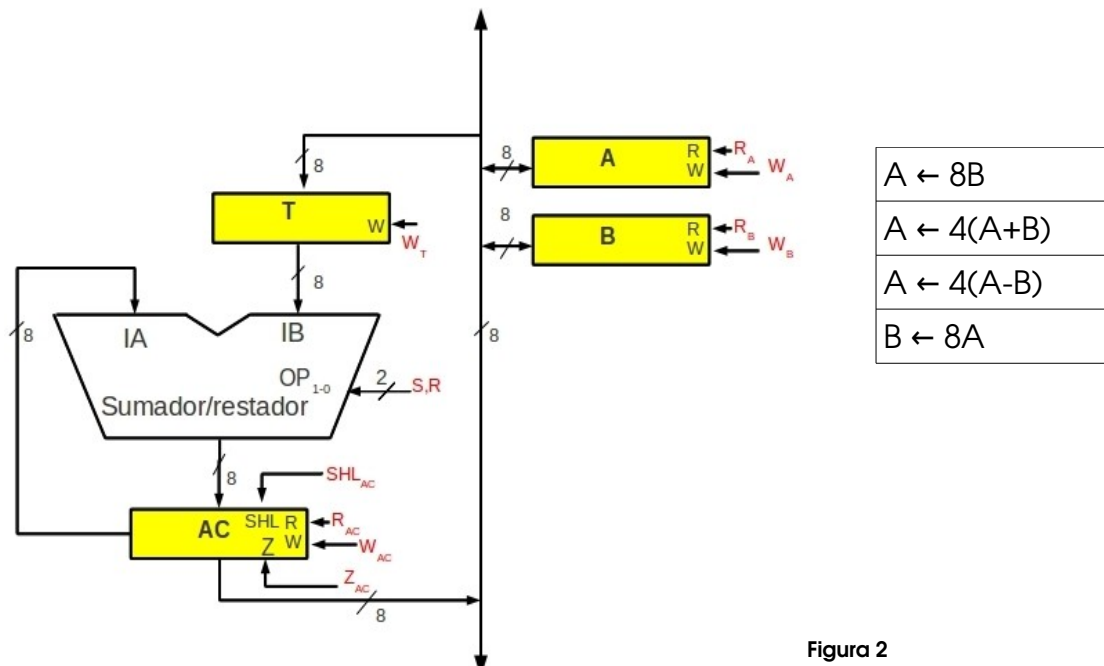 8
A
R
W
R_A
W_A
8
T
W
W_T
8
B
R
W
R_B
W_B
8
8
IA
IB
8
OP_1-0
2
S,R
Sumador/restador
8
SHL_AC
AC
SHL
R
W
Z
R_AC
W_AC
Z_AC
8
A ← 8B
A ← 4(A+B)
A ← 4(A-B)
B ← 8A
Figura 2